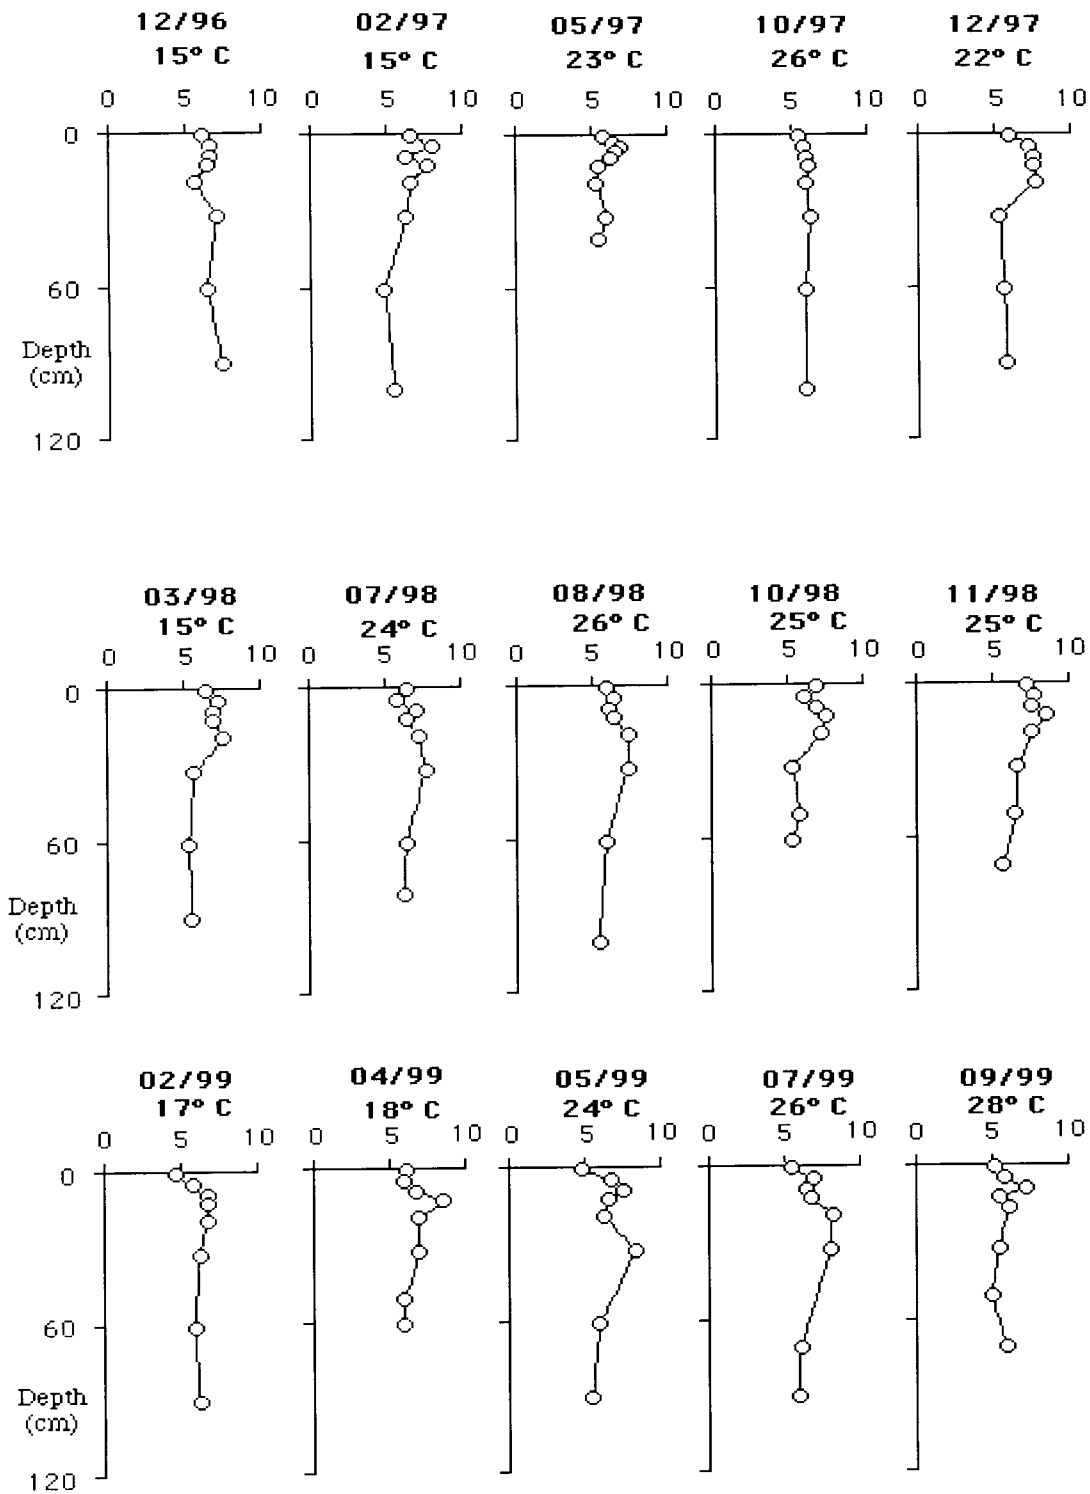 12/96 02/97 05/97 10/97 12/97
15° C 15° C 23° C 26° C 22° C
0 5 10 0 5 10 0 5 10 0 5 10 0 5 10
0
60
Depth
(cm)
120
03/98 07/98 08/98 10/98 11/98
15° C 24° C 26° C 25° C 25° C
0 5 10 0 5 10 0 5 10 0 5 10 0 5 10
0
60
Depth
(cm)
120
02/99 04/99 05/99 07/99 09/99
17° C 18° C 24° C 26° C 28° C
0 5 10 0 5 10 0 5 10 0 5 10 0 5 10
0
60
Depth
(cm)
120